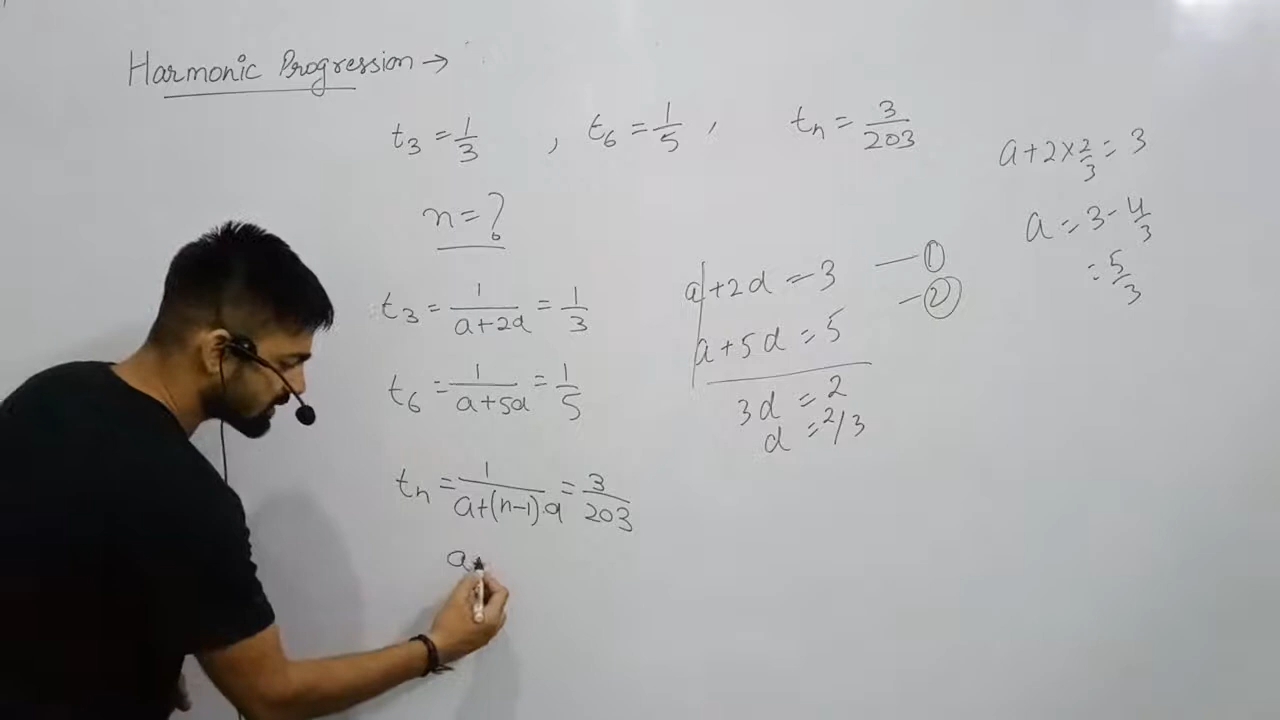 Harmonic Progression →
t₃ = 1/3 , t₆ = 1/5 , tₙ = 3/203
n = ?
t₃ = 1/(a+2d) = 1/3
t₆ = 1/(a+5d) = 1/5
tₙ = 1/(a+(n-1).d) = 3/203
a
a+2d = 3 — ①
a+5d = 5 — ②
3d = 2
d = 2/3
a+2×2/3 = 3
a = 3-4/3
= 5/3